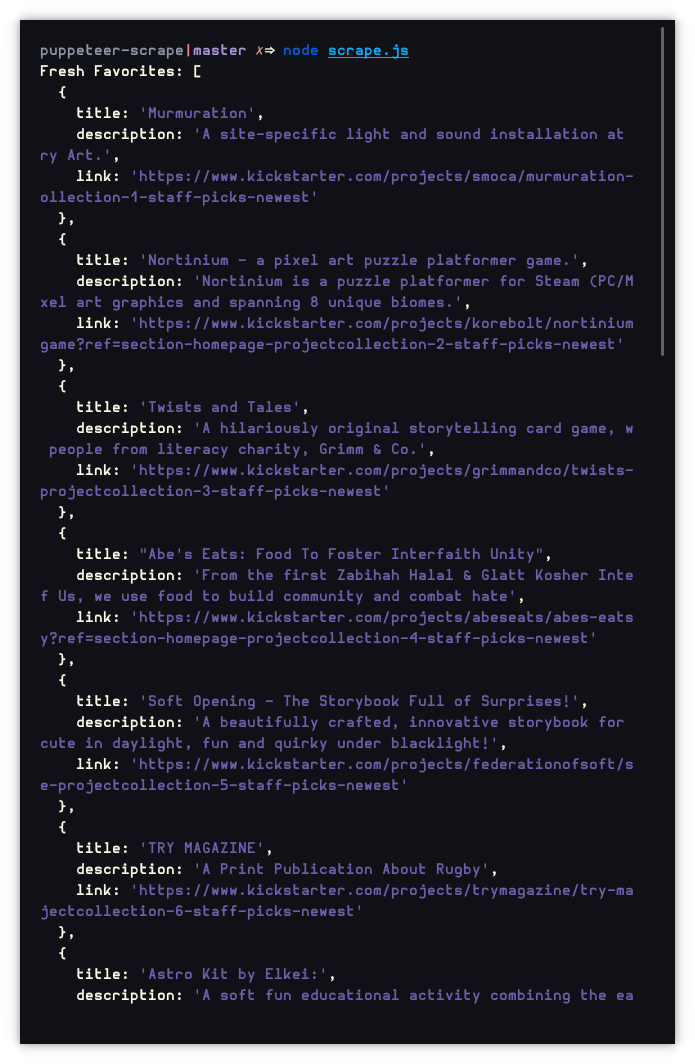 puppeteer-scrape|master ✗⇒ node scrape.js
Fresh Favorites: [
  {
    title: 'Murmuration',
    description: 'A site-specific light and sound installation at
ry Art.',
    link: 'https://www.kickstarter.com/projects/smoca/murmuration-
ollection-1-staff-picks-newest'
  },
  {
    title: 'Nortinium - a pixel art puzzle platformer game.',
    description: 'Nortinium is a puzzle platformer for Steam (PC/M
xel art graphics and spanning 8 unique biomes.',
    link: 'https://www.kickstarter.com/projects/korebolt/nortinium
game?ref=section-homepage-projectcollection-2-staff-picks-newest'
  },
  {
    title: 'Twists and Tales',
    description: 'A hilariously original storytelling card game, w
 people from literacy charity, Grimm & Co.',
    link: 'https://www.kickstarter.com/projects/grimmandco/twists-
projectcollection-3-staff-picks-newest'
  },
  {
    title: "Abe's Eats: Food To Foster Interfaith Unity",
    description: 'From the first Zabihah Halal & Glatt Kosher Inte
f Us, we use food to build community and combat hate',
    link: 'https://www.kickstarter.com/projects/abeseats/abes-eats
y?ref=section-homepage-projectcollection-4-staff-picks-newest'
  },
  {
    title: 'Soft Opening - The Storybook Full of Surprises!',
    description: 'A beautifully crafted, innovative storybook for
cute in daylight, fun and quirky under blacklight!',
    link: 'https://www.kickstarter.com/projects/federationofsoft/s
e-projectcollection-5-staff-picks-newest'
  },
  {
    title: 'TRY MAGAZINE',
    description: 'A Print Publication About Rugby',
    link: 'https://www.kickstarter.com/projects/trymagazine/try-ma
jectcollection-6-staff-picks-newest'
  },
  {
    title: 'Astro Kit by Elkei:',
    description: 'A soft fun educational activity combining the ea